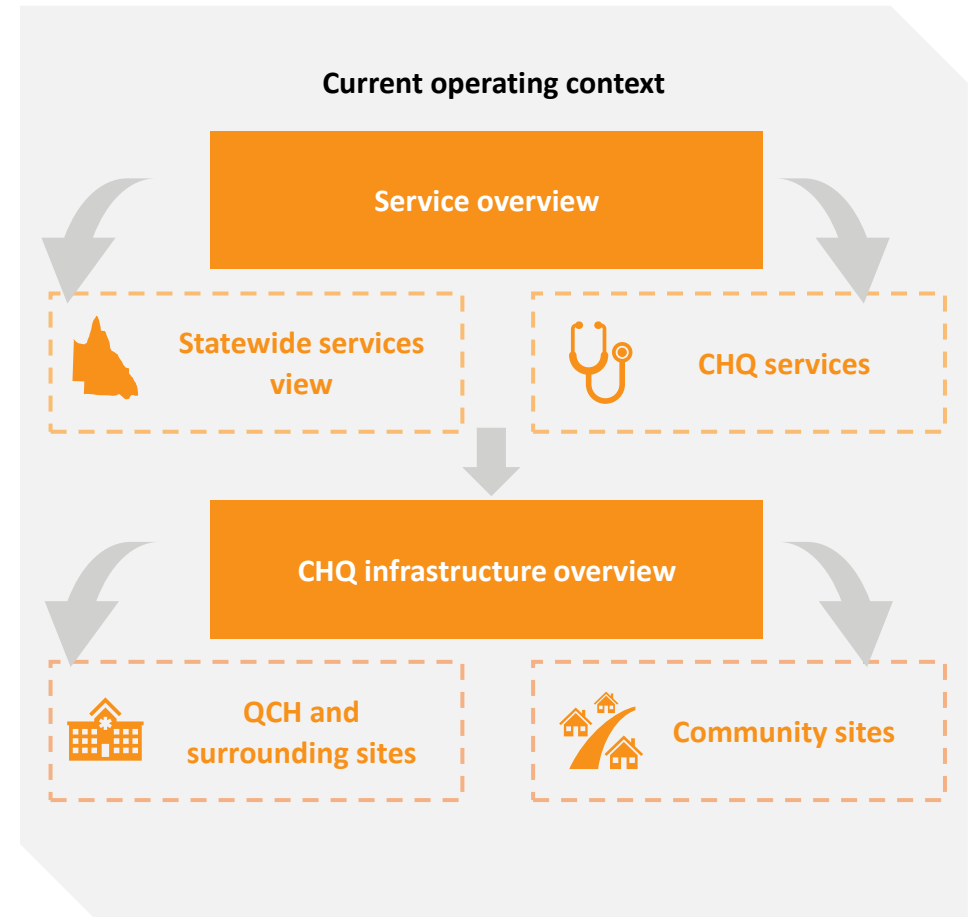 Current operating context
Service overview
Statewide services
view
CHQ services
CHQ infrastructure overview
QCH and
surrounding sites
Community sites